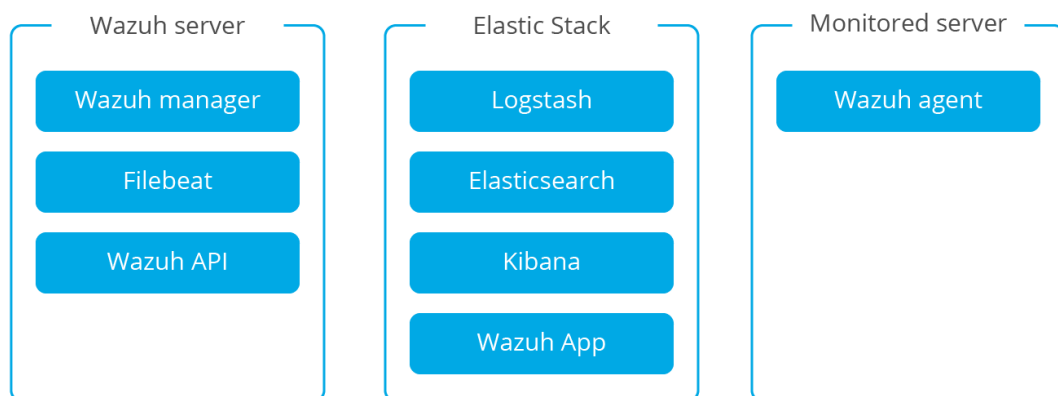 Wazuh server
Wazuh manager
Filebeat
Wazuh API
Elastic Stack
Logstash
Elasticsearch
Kibana
Wazuh App
Monitored server
Wazuh agent